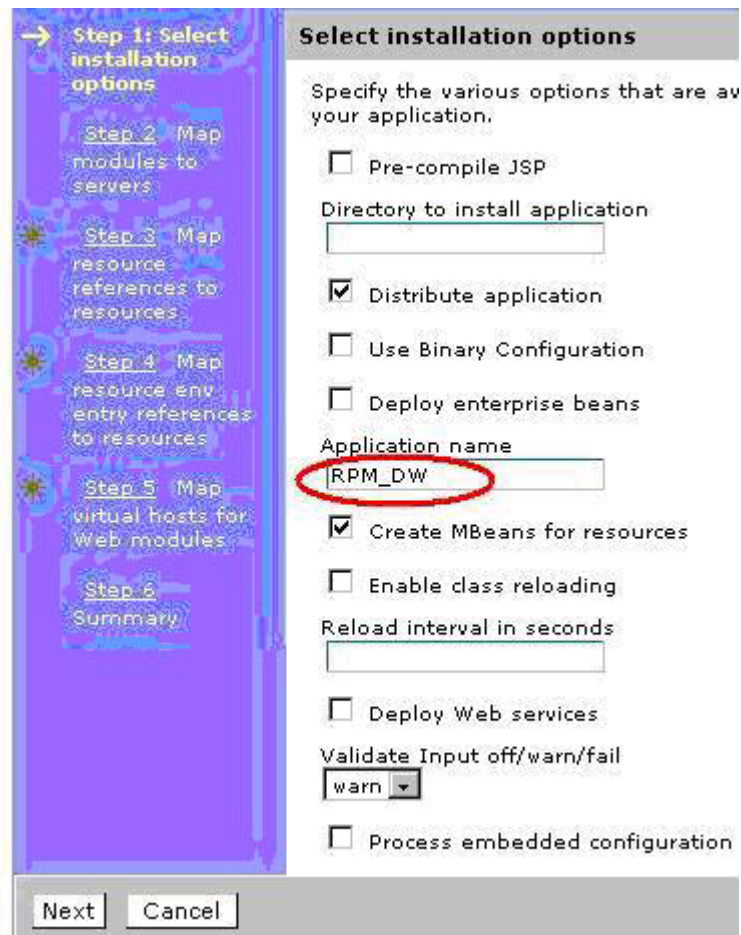 Step 1: Select
installation
options
Step 2 Map
modules to
servers
Step 3 Map
resource
references to
resources
Step 4 Map
resource env
entry references
to resources
Step 5 Map
virtual hosts for
Web modules
Step 6
Summary
Select installation options
Specify the various options that are av
your application.
Pre-compile JSP
Directory to install application
Distribute application
Use Binary Configuration
Deploy enterprise beans
Application name
RPM_DW
Create MBeans for resources
Enable class reloading
Reload interval in seconds
Deploy Web services
Validate Input off/warn/fail
warn
Process embedded configuration
Next Cancel